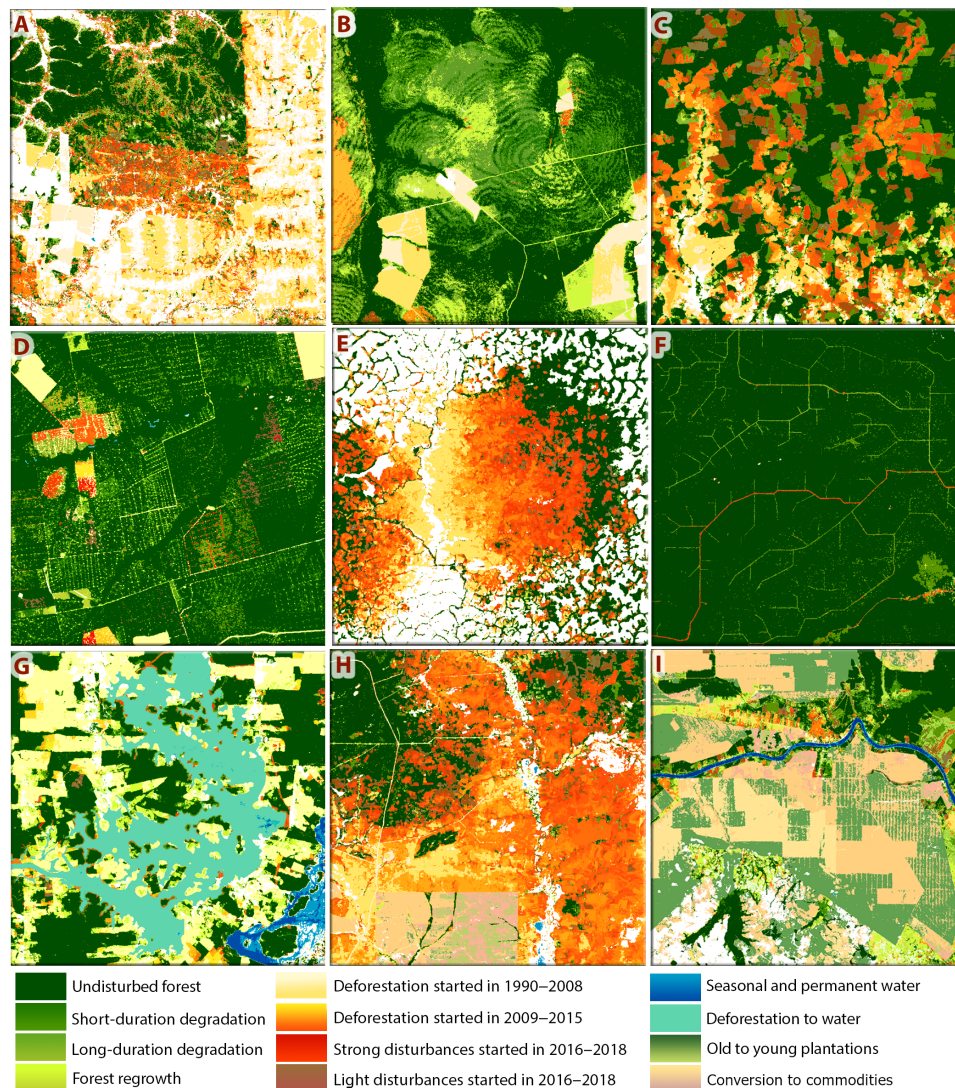 A
B
C
D
E
F
G
H
I
Undisturbed forest
Short-duration degradation
Long-duration degradation
Forest regrowth
Deforestation started in 1990–2008
Deforestation started in 2009–2015
Strong disturbances started in 2016–2018
Light disturbances started in 2016–2018
Seasonal and permanent water
Deforestation to water
Old to young plantations
Conversion to commodities